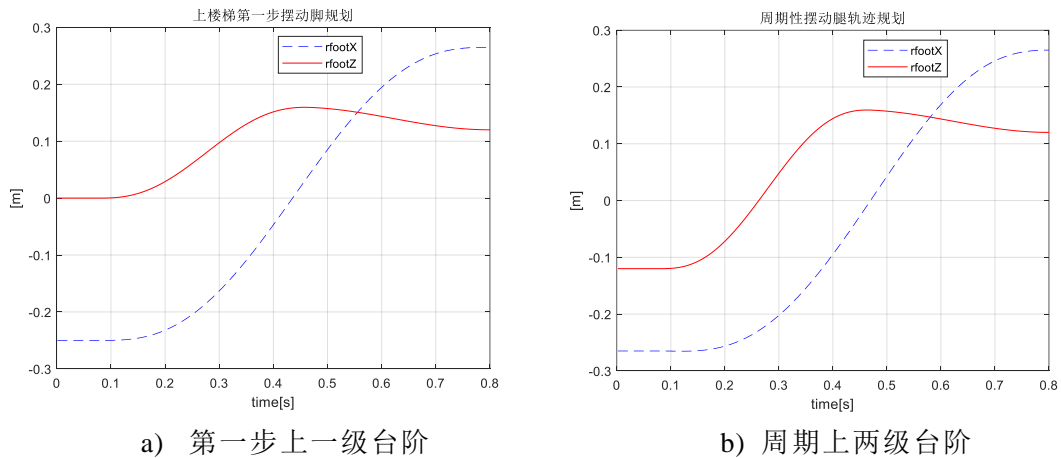 上楼梯第一步摆动脚规划
rfootX
rfootZ
0.3
0.2
0.1
0
-0.1
-0.2
-0.3
[m]
0 0.1 0.2 0.3 0.4 0.5 0.6 0.7 0.8
time[s]
a) 第一步上一级台阶
周期性摆动腿轨迹规划
rfootX
rfootZ
0.3
0.2
0.1
0
-0.1
-0.2
-0.3
[m]
0 0.1 0.2 0.3 0.4 0.5 0.6 0.7 0.8
time[s]
b) 周期上两级台阶